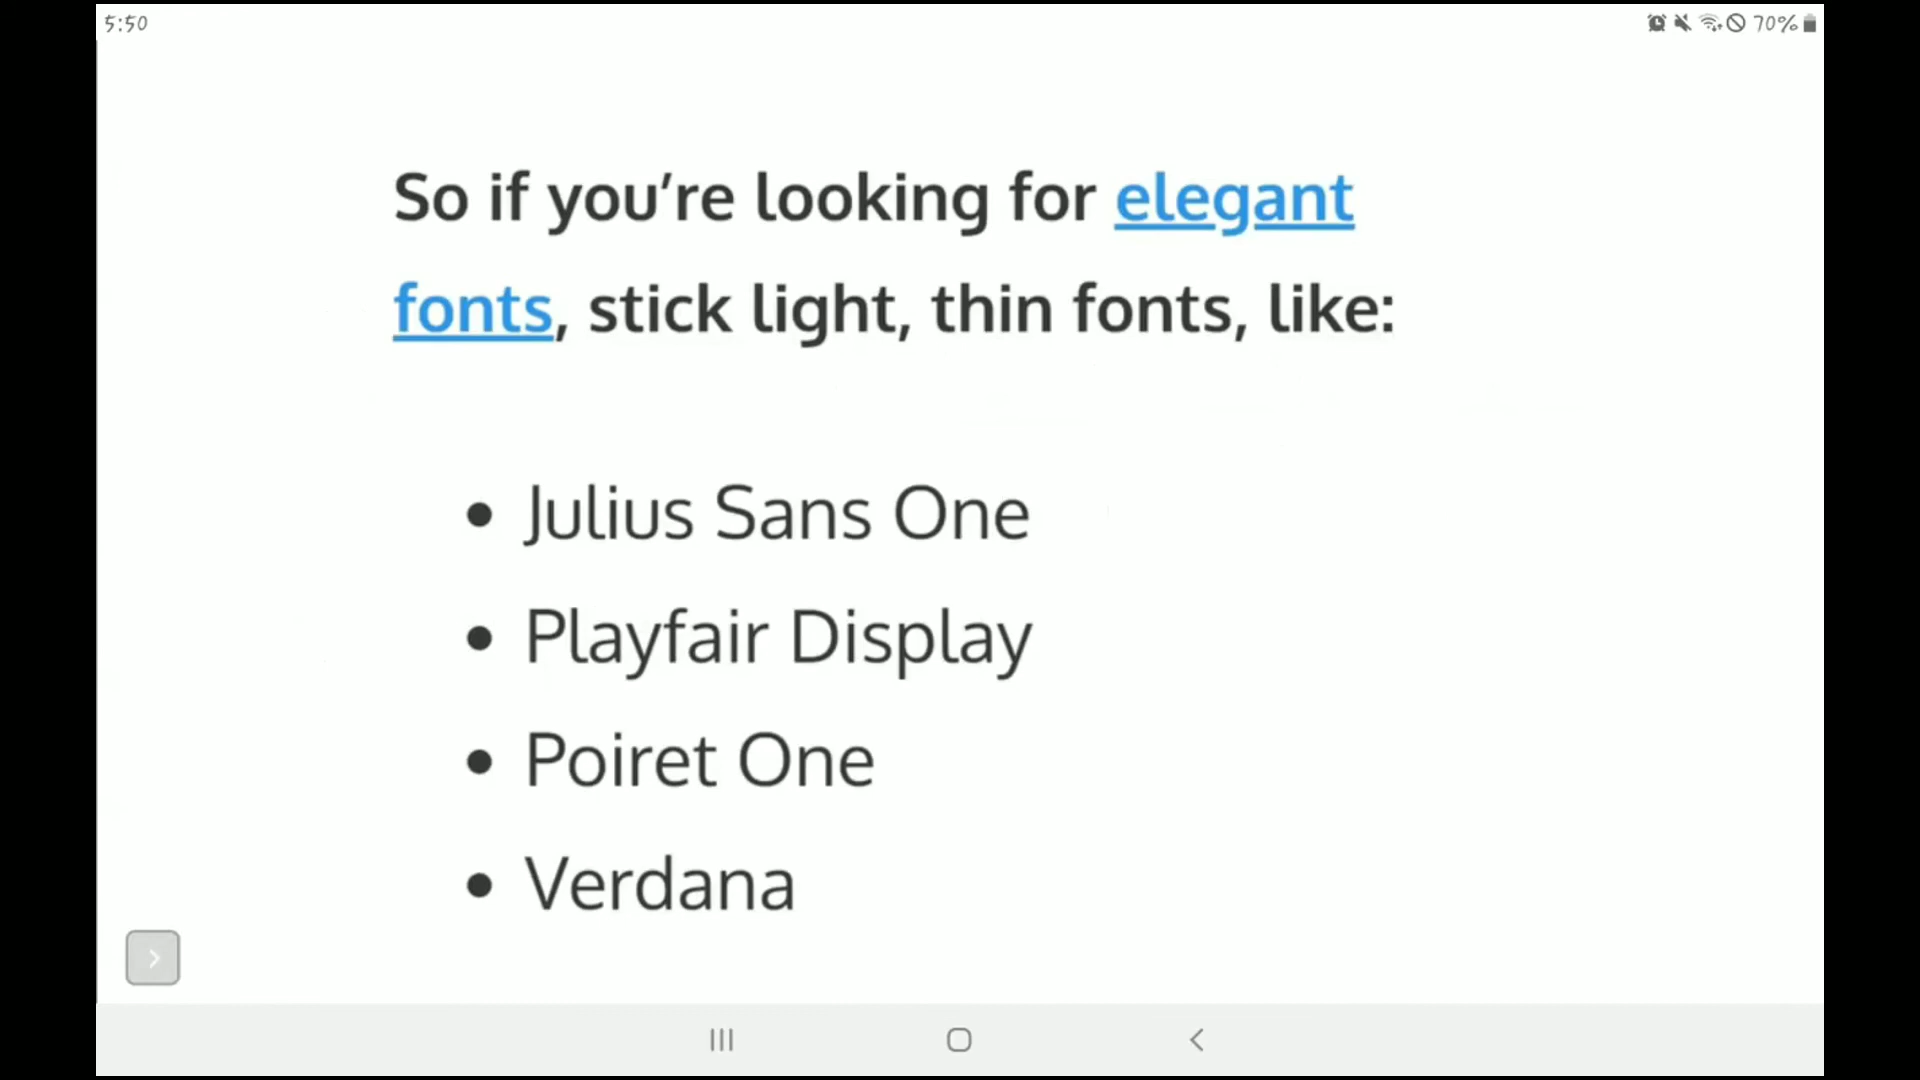 5:50
70%
So if you’re looking for elegant
fonts, stick light, thin fonts, like:
• Julius Sans One
• Playfair Display
• Poiret One
• Verdana